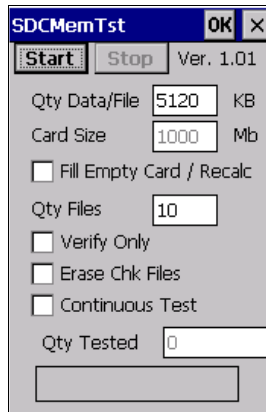 SDCMemTst OK ×
Start Stop Ver. 1.01
Qty Data/File 5120 KB
Card Size 1000 Mb
Fill Empty Card / Recalc
Qty Files 10
Verify Only
Erase Chk Files
Continuous Test
Qty Tested 0